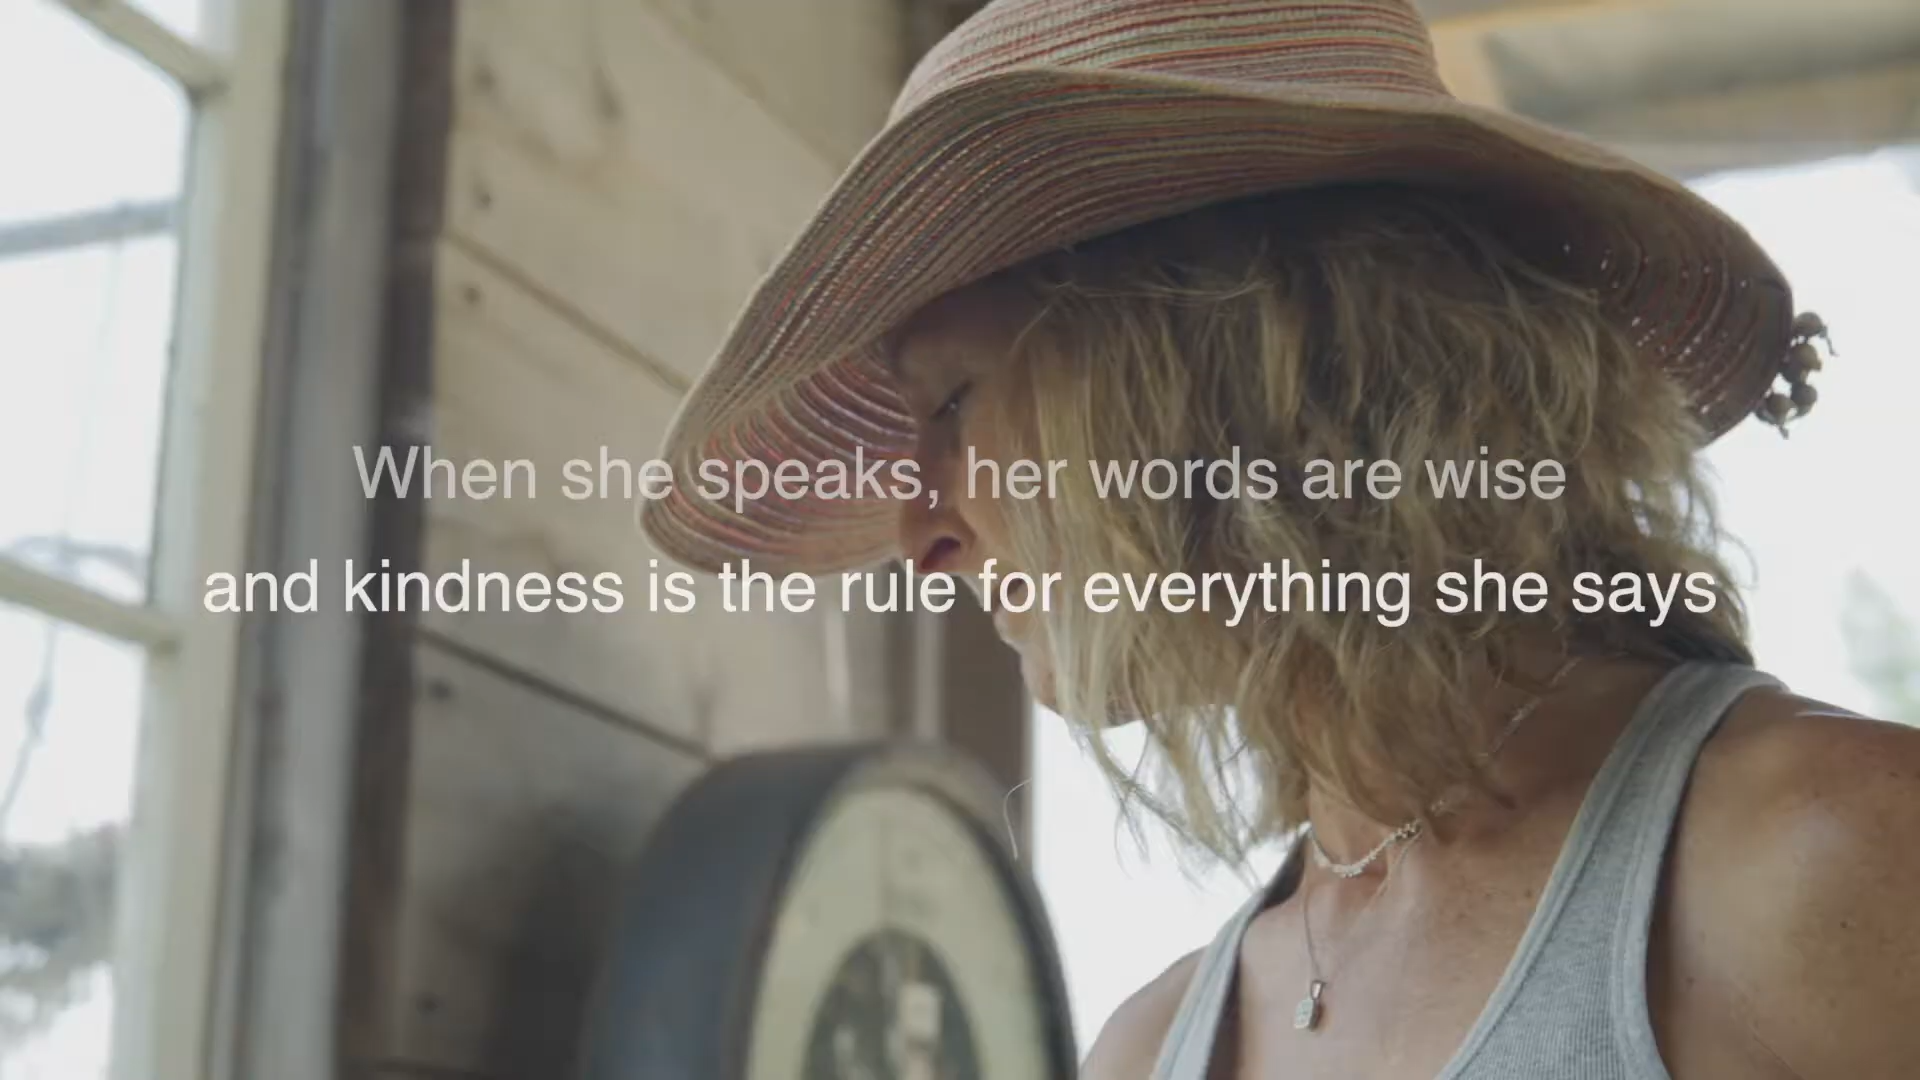 When she speaks, her words are wise
and kindness is the rule for everything she says